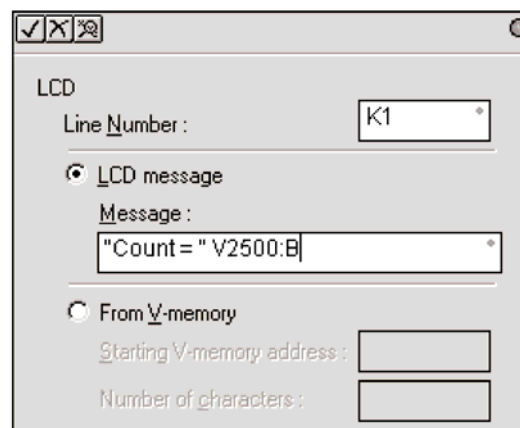 LCD
Line Number : K1
LCD message
Message :
"Count = " V2500:B
From V-memory
Starting V-memory address :
Number of characters :